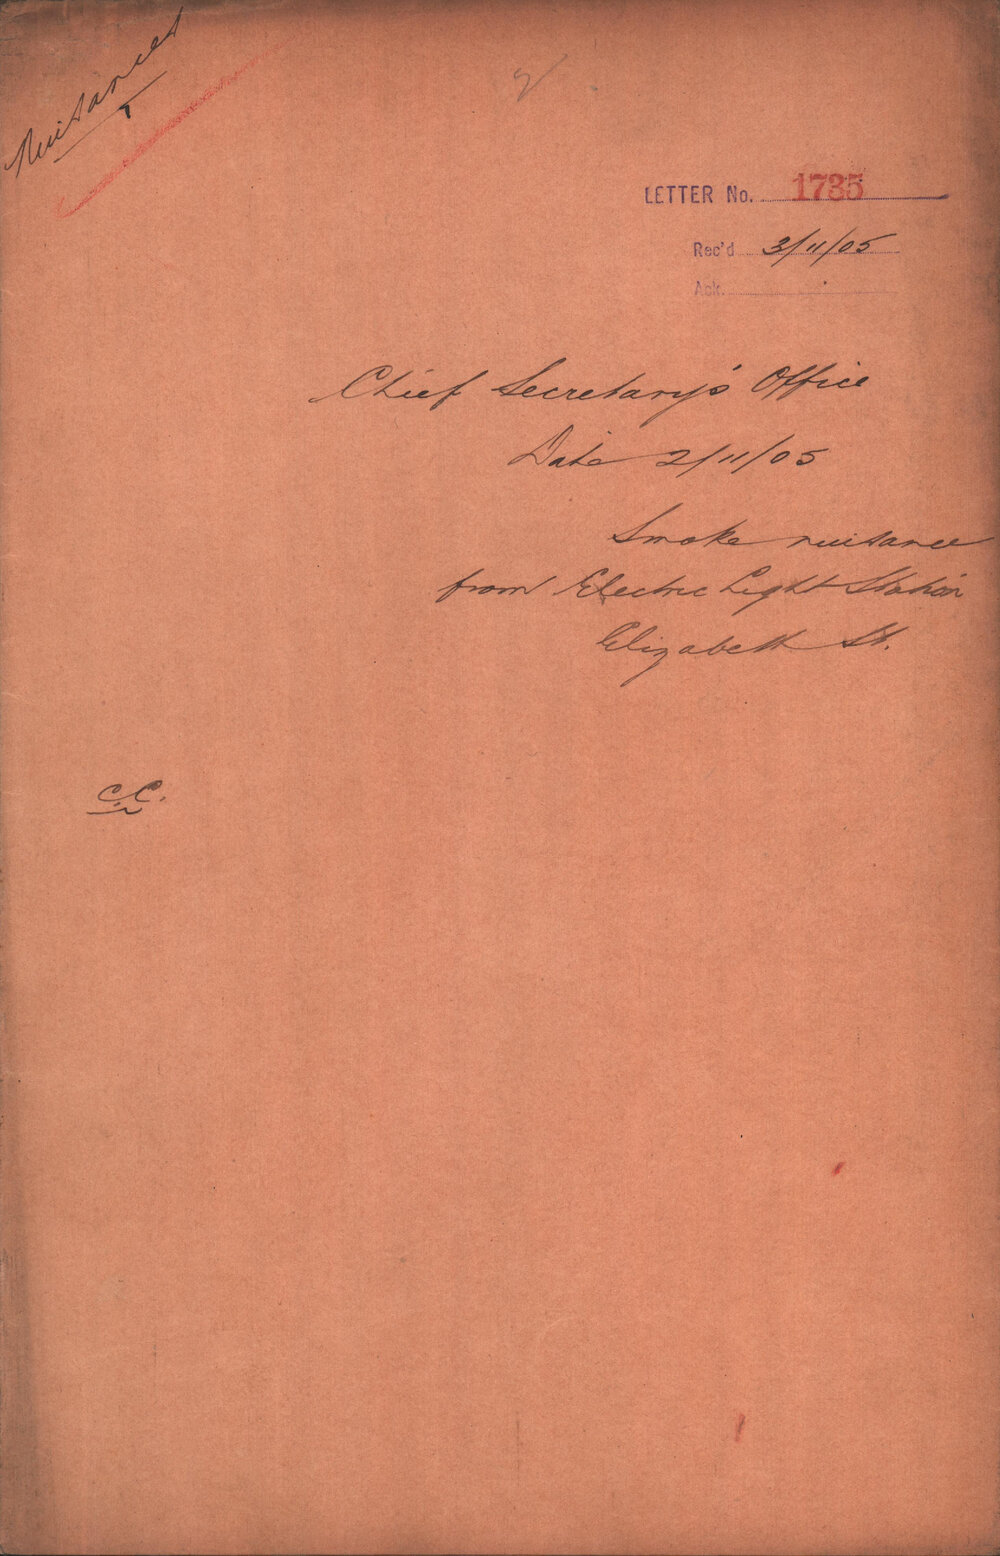 Nuisances
LETTER No. 1735
Rec'd 3/11/05
Ack.
Chief Secretary's Office
Date 2/11/05
Smoke nuisance
from Electric Light Station
Elizabeth St.
C.C.